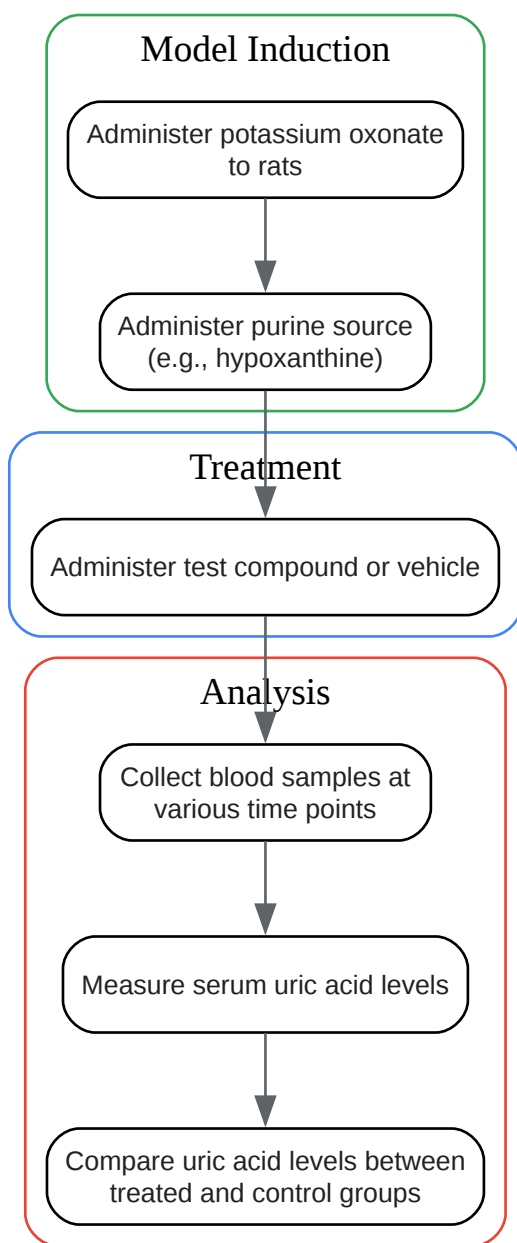 Model Induction
Administer potassium oxonate
to rats
Administer purine source
(e.g., hypoxanthine)
Treatment
Administer test compound or vehicle
Analysis
Collect blood samples at
various time points
Measure serum uric acid levels
Compare uric acid levels between
treated and control groups